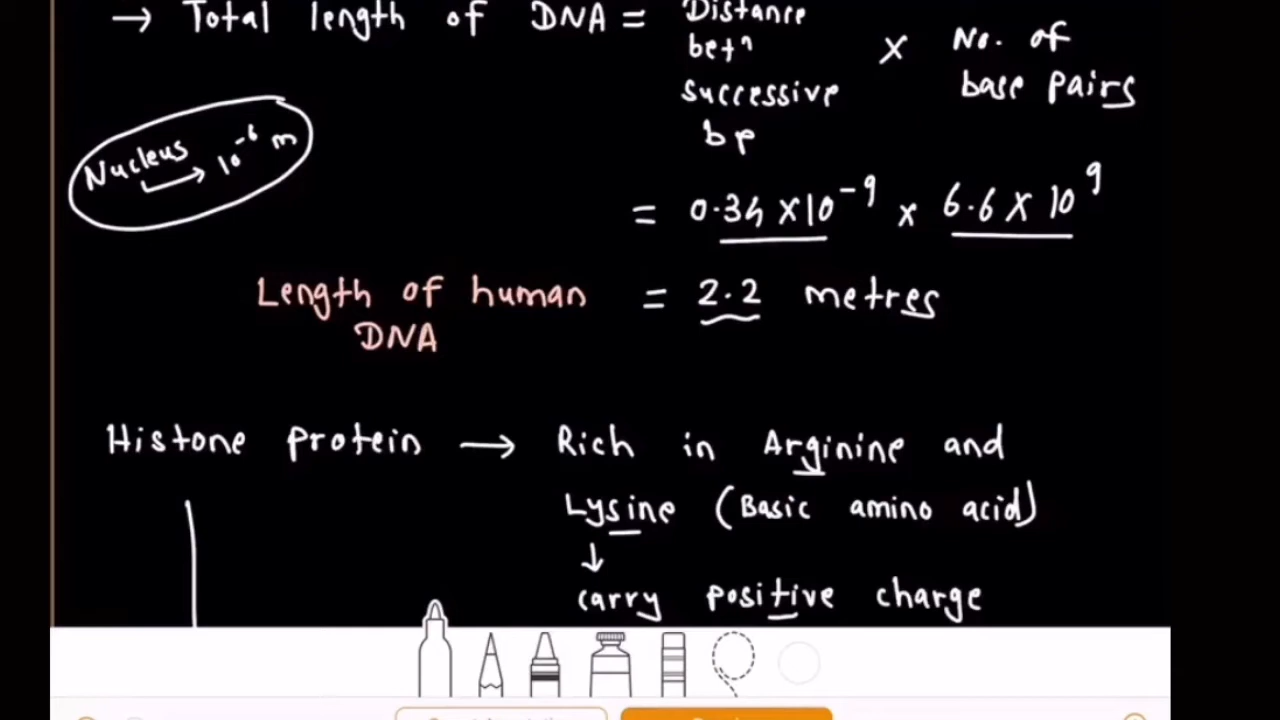 → Total length of DNA = Distance betⁿ successive bp × No. of base pairs
Nucleus → 10⁻⁶ m
= 0.34 × 10⁻⁹ × 6.6 × 10⁹
Length of human DNA = 2.2 metres
Histone protein → Rich in Arginine and
Lysine (Basic amino acid)
↓
carry positive charge